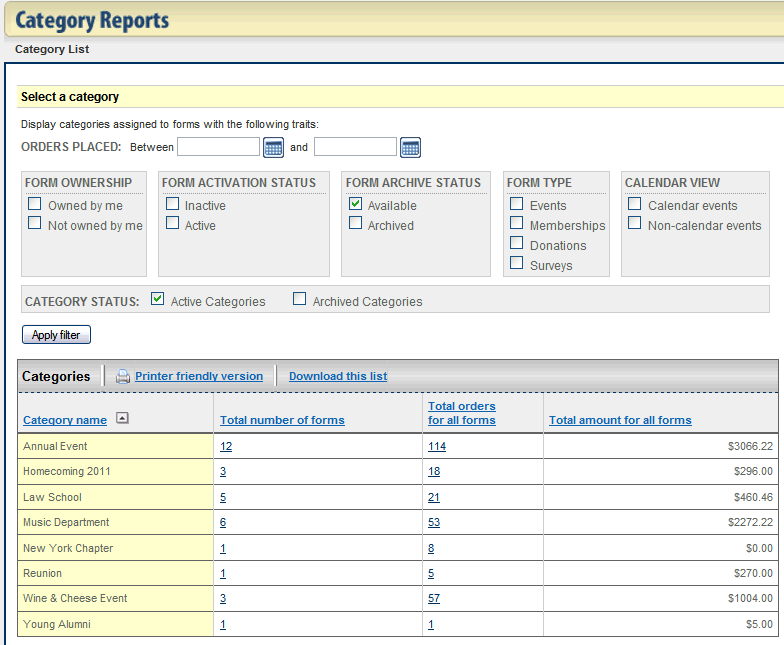 Category Reports
Category List
Select a category
Display categories assigned to forms with the following traits:
ORDERS PLACED: Between and
FORM OWNERSHIP FORM ACTIVATION STATUS FORM ARCHIVE STATUS FORM TYPE CALENDAR VIEW
Owned by me Inactive Available Events Calendar events
Not owned by me Active Archived Memberships Non-calendar events
Donations
Surveys
CATEGORY STATUS: Active Categories Archived Categories
Apply filter
Categories Printer friendly version Download this list
Category name Total number of forms Total orders for all forms Total amount for all forms
Annual Event 12 114 $3066.22
Homecoming 2011 3 18 $296.00
Law School 5 21 $460.46
Music Department 6 53 $2272.22
New York Chapter 1 8 $0.00
Reunion 1 5 $270.00
Wine & Cheese Event 3 57 $1004.00
Young Alumni 1 1 $5.00